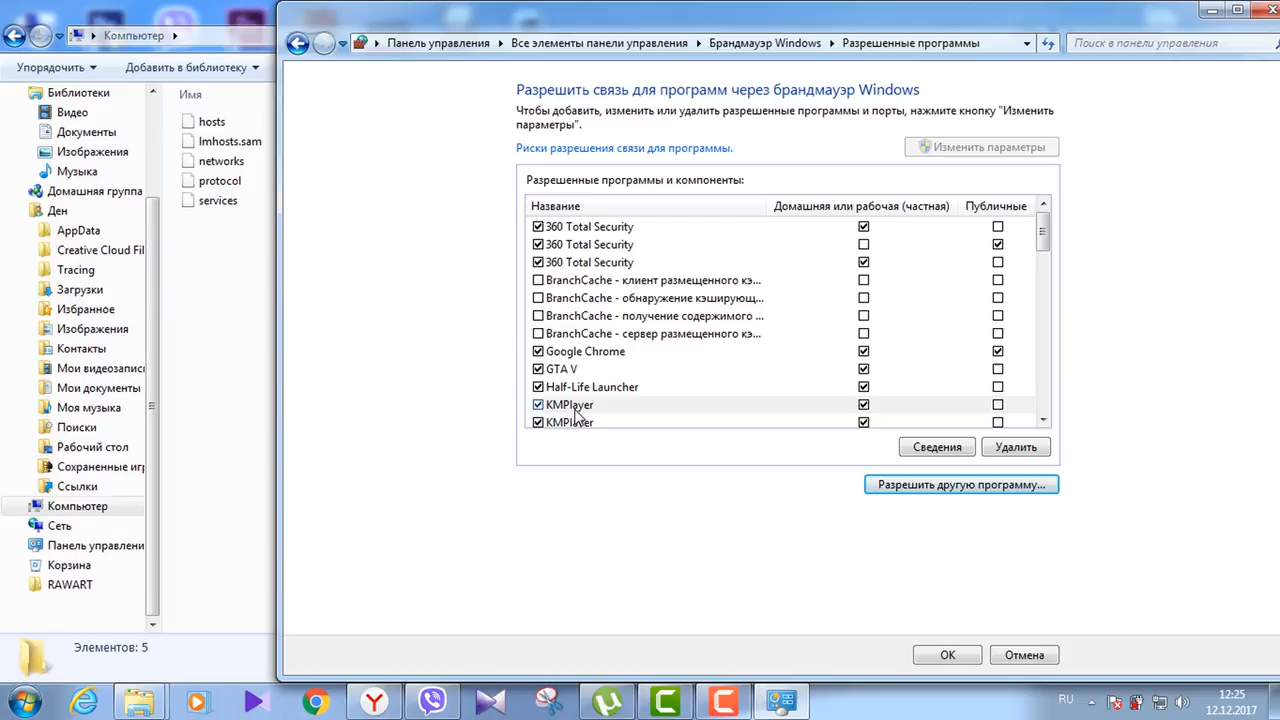 Компьютер
Упорядочить
Добавить в библиотеку
Библиотеки
Видео
Документы
Изображения
Музыка
Домашняя группа
Ден
AppData
Creative Cloud Fil
Tracing
Загрузки
Избранное
Изображения
Контакты
Мои видеозапис
Мои документы
Моя музыка
Поиски
Рабочий стол
Сохраненные игр
Ссылки
Компьютер
Сеть
Панель управлени
Корзина
RAWART
Имя
hosts
lmhosts.sam
networks
protocol
services
Элементов: 5
Панель управления
Все элементы панели управления
Брандмауэр Windows
Разрешенные программы
Поиск в панели управления
Разрешить связь для программ через брандмауэр Windows
Чтобы добавить, изменить или удалить разрешенные программы и порты, нажмите кнопку "Изменить
параметры".
Риски разрешения связи для программы.
Изменить параметры
Разрешенные программы и компоненты:
Название Домашняя или рабочая (частная) Публичные
360 Total Security
360 Total Security
360 Total Security
BranchCache - клиент размещенного кэ...
BranchCache - обнаружение кэширующ...
BranchCache - получение содержимого ...
BranchCache - сервер размещенного кэ...
Google Chrome
GTA V
Half-Life Launcher
KMPlayer
KMPlayer
Сведения
Удалить
Разрешить другую программу...
ОК
Отмена
RU
12:25
12.12.2017